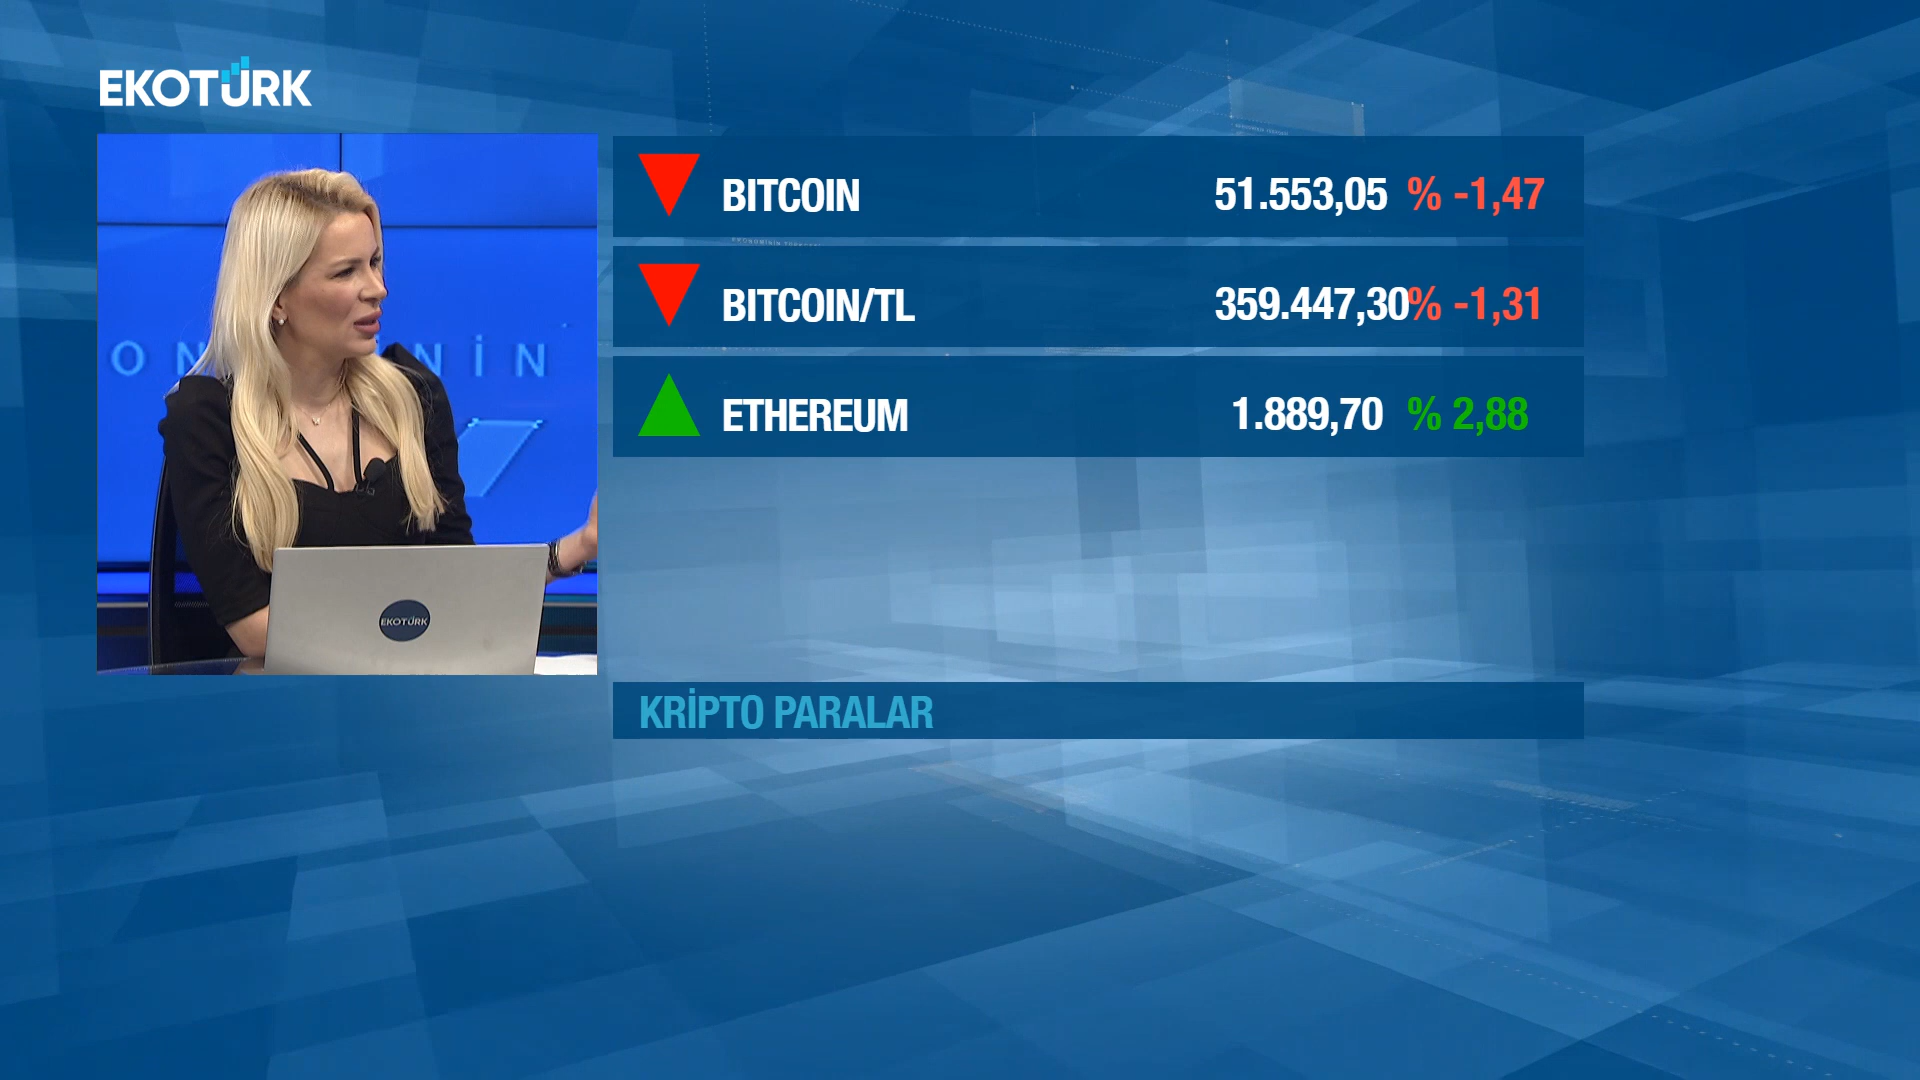 EKOTÜRK
BITCOIN 51.553,05 % -1,47
BITCOIN/TL 359.447,30 % -1,31
ETHEREUM 1.889,70 % 2,88
KRİPTO PARALAR
EKOTÜRK